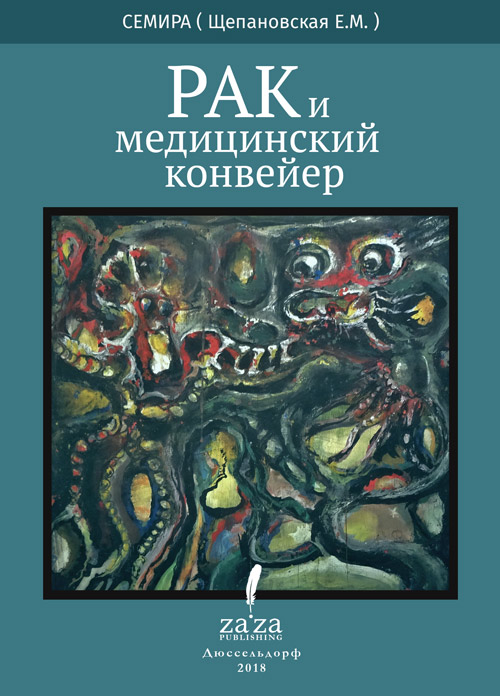 СЕМИРА ( Щепановская Е.М. )
РАК и
медицинский
конвейер
za'za
PUBLISHING
Дюссельдорф
2018